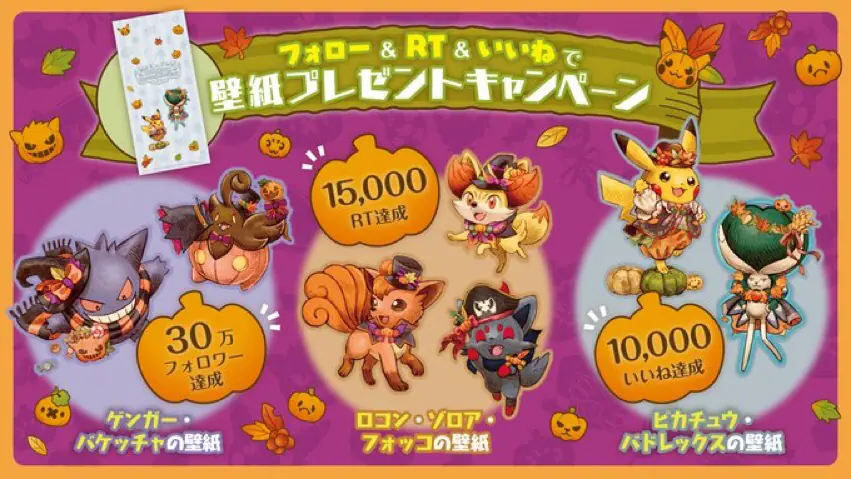 フォロー&RT&いいねで
壁紙プレゼントキャンペーン
15,000
RT達成
30万
フォロワー
達成
10,000
いいね達成
ゲンガー・
バケッチャの壁紙
ロコン・ゾロア・
フォッコの壁紙
ピカチュウ・
バドレックスの壁紙